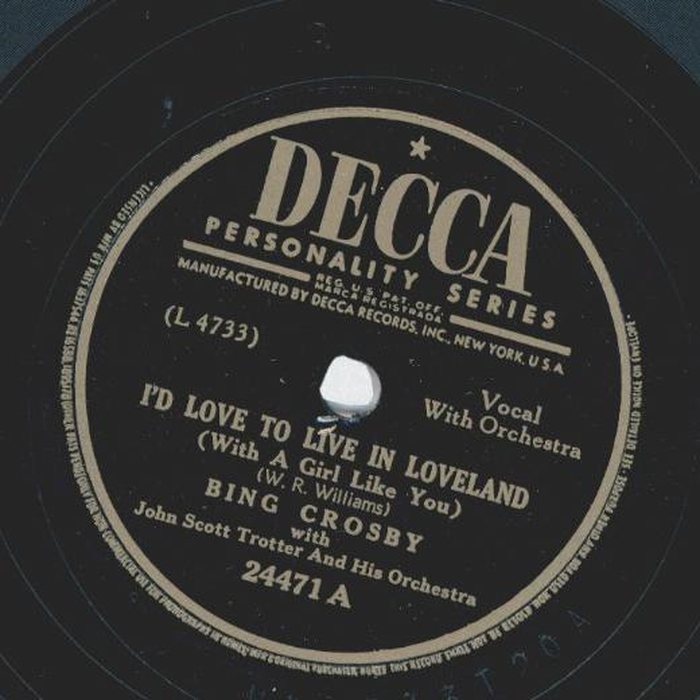 DECCA
PERSONALITY SERIES
REG. U.S. PAT. OFF.
MARCA REGISTRADA
MANUFACTURED BY DECCA RECORDS, INC., NEW YORK, U S A
(L 4733)
Vocal
With Orchestra
I'D LOVE TO LIVE IN LOVELAND
(With A Girl Like You)
(W. R. Williams)
BING CROSBY
with
John Scott Trotter And His Orchestra
24471 A